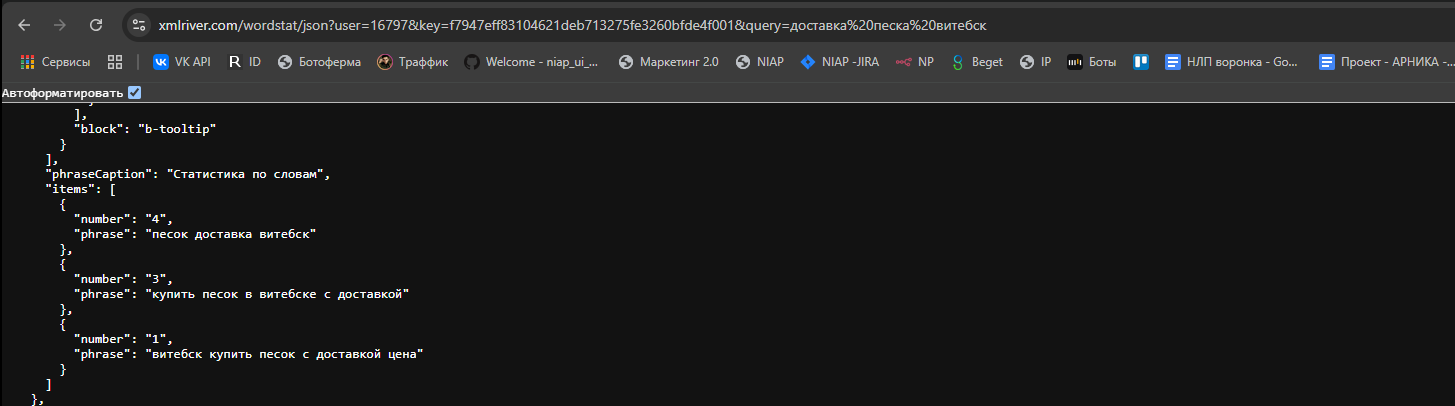 xmlriver.com/wordstat/json?user=16797&key=f7947eff83104621deb713275fe3260bfde4f001&query=доставка%20песка%20витебск
Сервисы VK API ID Ботоферма Траффик Welcome - niap_ui_... Маркетинг 2.0 NIAP NIAP -JIRA NP Beget IP Боты НЛП воронка - Go... Проект - АРНИКА -...
Автоформатировать
],
"block": "b-tooltip"
}
],
"phraseCaption": "Статистика по словам",
"items": [
{
"number": "4",
"phrase": "песок доставка витебск"
},
{
"number": "3",
"phrase": "купить песок в витебске с доставкой"
},
{
"number": "1",
"phrase": "витебск купить песок с доставкой цена"
}
]
},